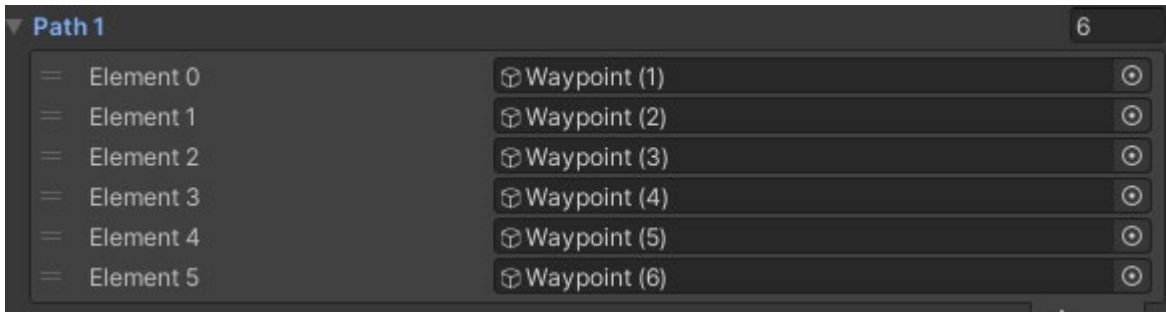 Path 1 6
Element 0 Waypoint (1)
Element 1 Waypoint (2)
Element 2 Waypoint (3)
Element 3 Waypoint (4)
Element 4 Waypoint (5)
Element 5 Waypoint (6)